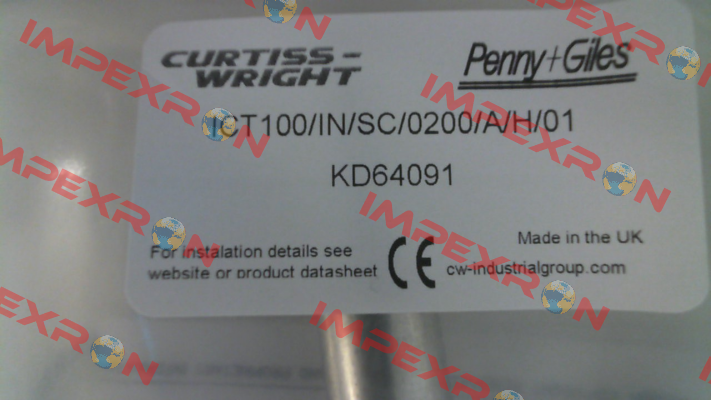 CURTISS-
WRIGHT
Penny+Giles
ICT100/IN/SC/0200/A/H/01
KD64091
For instalation details see
website or product datasheet
CE
Made in the UK
cw-industrialgroup.com
IMPEXRON